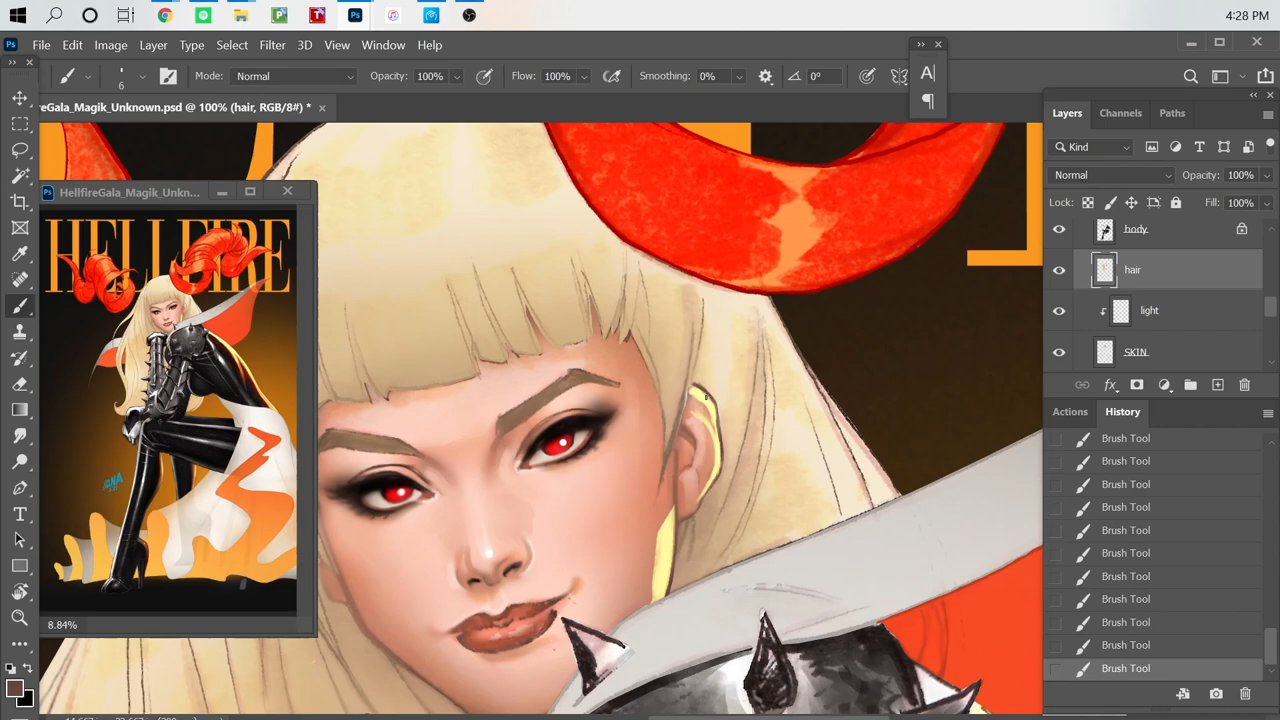 4:28 PM
File Edit Image Layer Type Select Filter 3D View Window Help
6 Mode: Normal Opacity: 100% Flow: 100% Smoothing: 0% 0°
reGala_Magik_Unknown.psd @ 100% (hair, RGB/8#) *
Layers Channels Paths
Kind
Normal Opacity: 100%
Lock: Fill: 100%
body
hair
light
SKIN
Actions History
Brush Tool
Brush Tool
Brush Tool
Brush Tool
Brush Tool
Brush Tool
Brush Tool
Brush Tool
Brush Tool
Brush Tool
Brush Tool
HellfireGala_Magik_Unkn...
HELLFIRE
8.84%